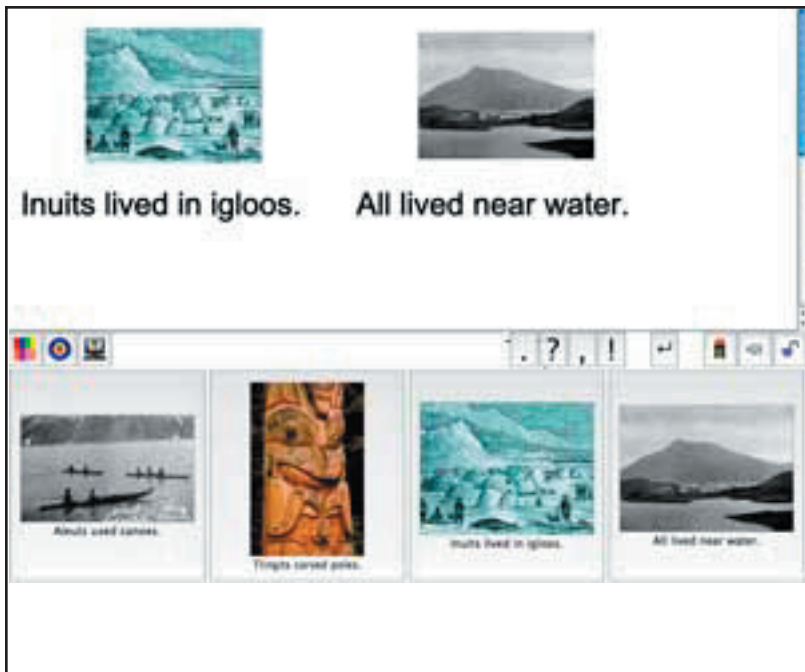 Inuits lived in igloos. All lived near water.
. ? , !
Aleuts used canoes.
Tlingits carved poles.
Inuits lived in igloos.
All lived near water.